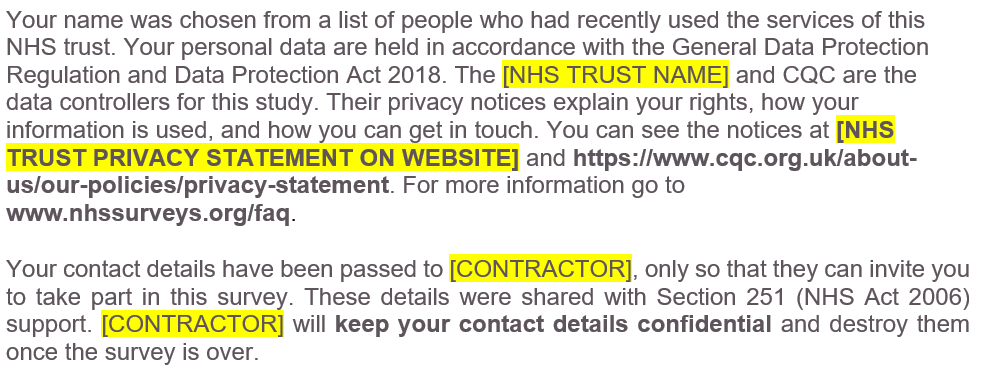 Your name was chosen from a list of people who had recently used the services of this
NHS trust. Your personal data are held in accordance with the General Data Protection
Regulation and Data Protection Act 2018. The [NHS TRUST NAME] and CQC are the
data controllers for this study. Their privacy notices explain your rights, how your
information is used, and how you can get in touch. You can see the notices at [NHS
TRUST PRIVACY STATEMENT ON WEBSITE] and https://www.cqc.org.uk/about-
us/our-policies/privacy-statement. For more information go to
www.nhssurveys.org/faq.
Your contact details have been passed to [CONTRACTOR], only so that they can invite you
to take part in this survey. These details were shared with Section 251 (NHS Act 2006)
support. [CONTRACTOR] will keep your contact details confidential and destroy them
once the survey is over.